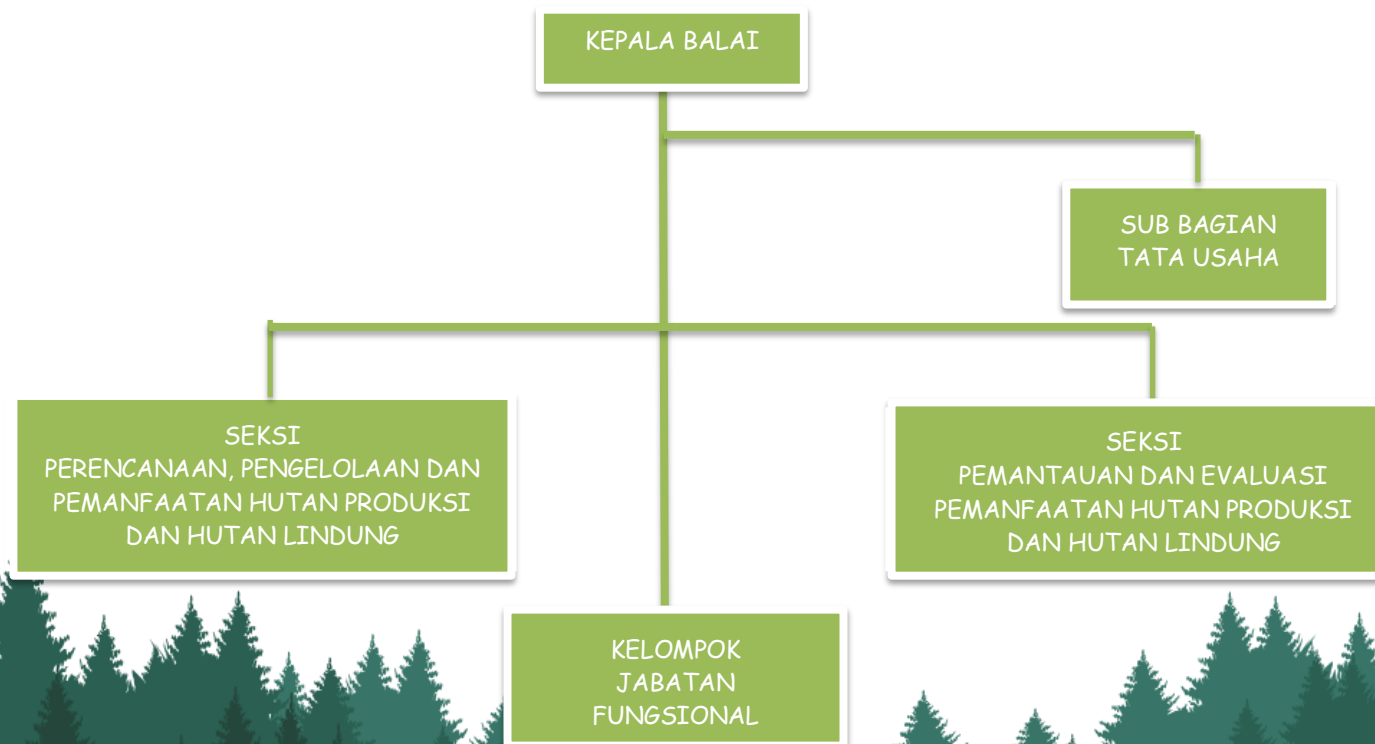 KEPALA BALAI
SUB BAGIAN
TATA USAHA
SEKSI
PERENCANAAN, PENGELOLAAN DAN
PEMANFAATAN HUTAN PRODUKSI
DAN HUTAN LINDUNG
SEKSI
PEMANTAUAN DAN EVALUASI
PEMANFAATAN HUTAN PRODUKSI
DAN HUTAN LINDUNG
KELOMPOK
JABATAN
FUNGSIONAL